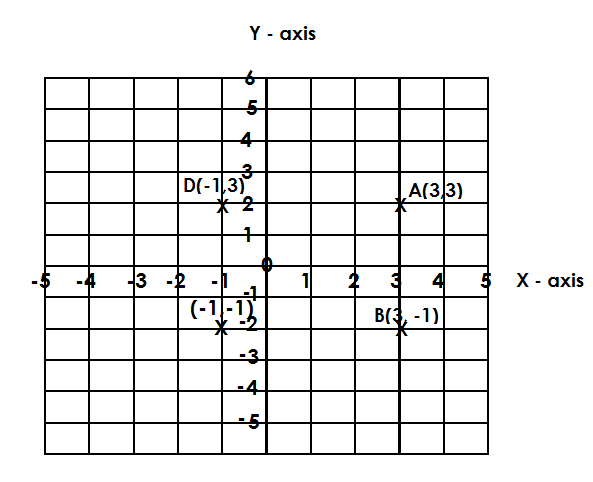 Y - axis
6
5
4
3
D(-1,3)
A(3,3)
X
2
X
1
0
-5 -4 -3 -2 -1 1 2 3 4 5 X - axis
-1
(-1,-1)
B(3, -1)
X
-2
X
-3
-4
-5